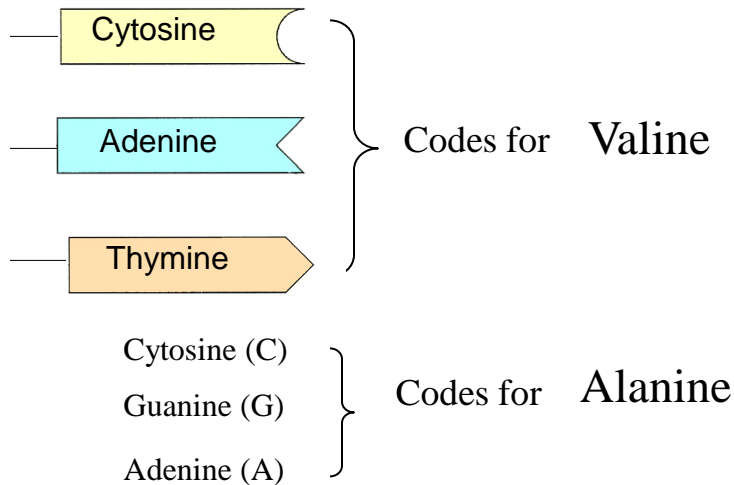 Cytosine
Adenine
Codes for Valine
Thymine
Cytosine (C)
Guanine (G)
Codes for Alanine
Adenine (A)